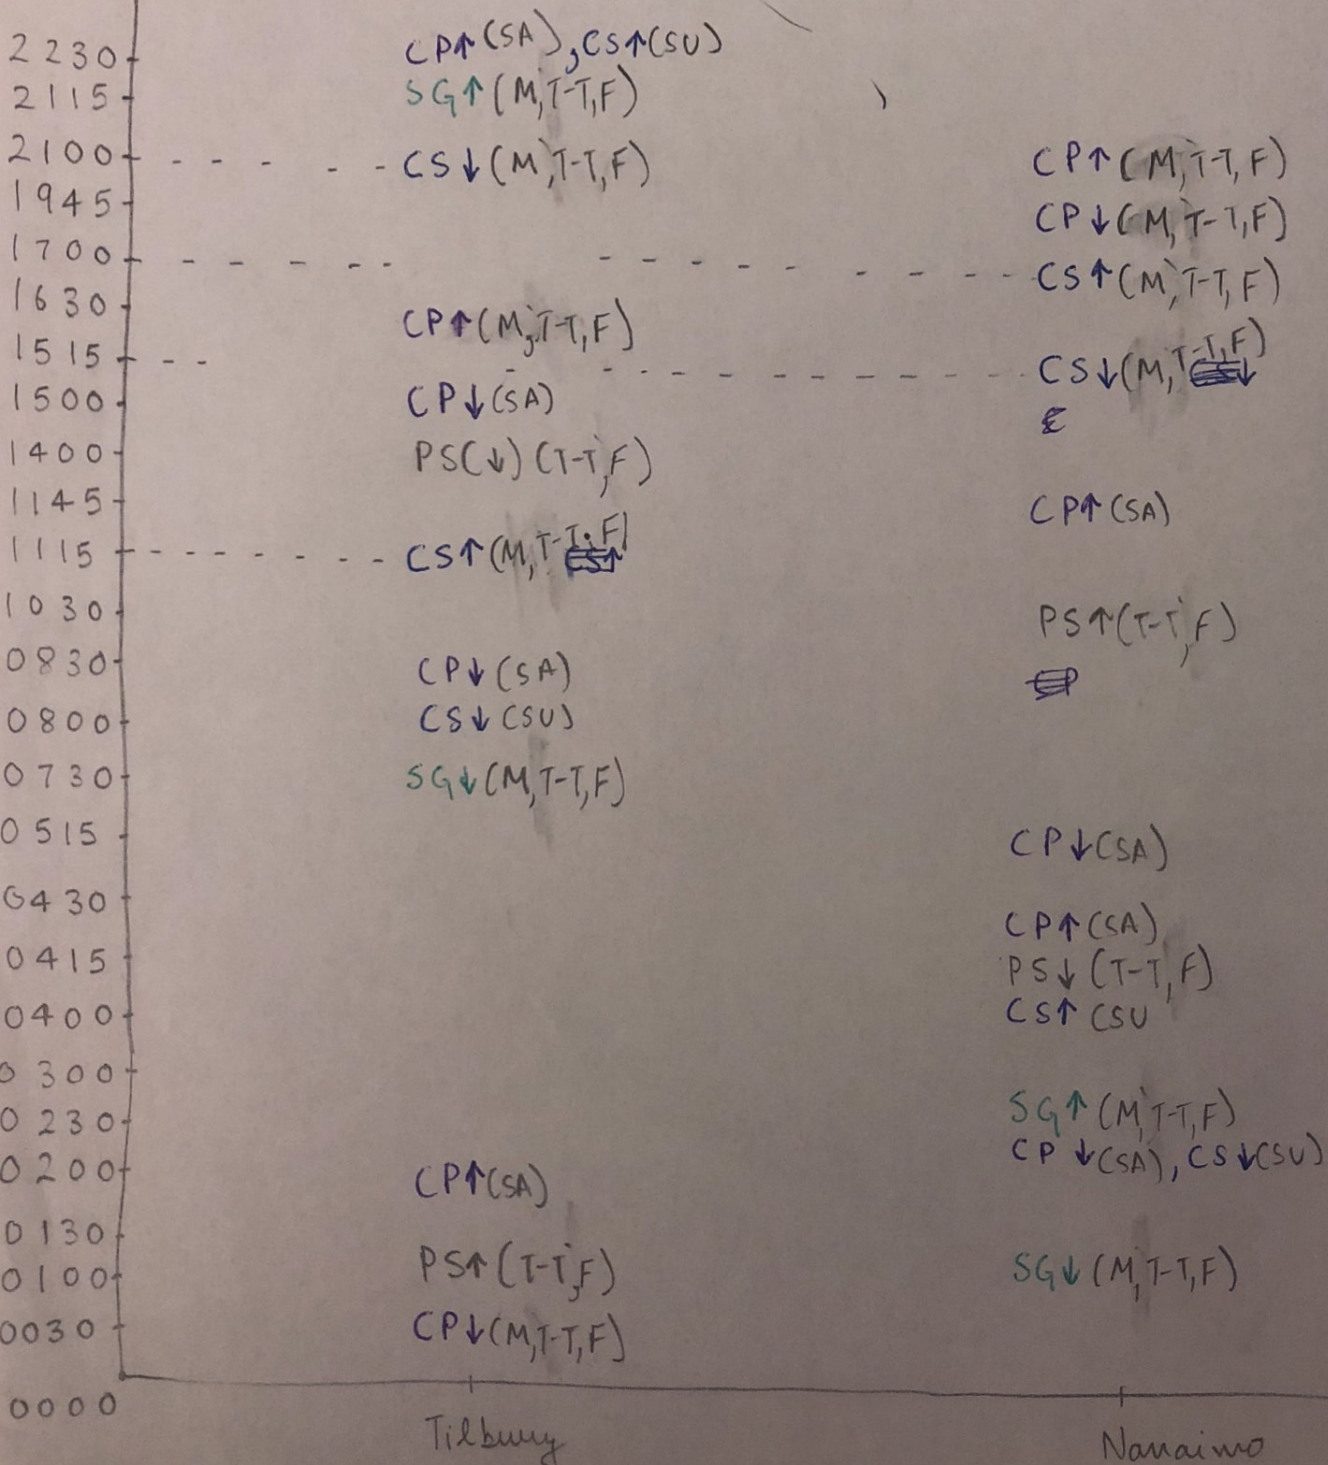 2230 CP↑(SA), CS↑(SU)
2115 SG↑(M,T-T,F)
2100 CS↓(M,T-T,F) CP↑(M,T-T,F)
1945 CP↓(M,T-T,F)
1700 CS↑(M,T-T,F)
1630 CP↑(M,T-T,F)
1515 CS↓(M,T-T,F)
1500 CP↓(SA)
1400 PS(↓)(T-T,F)
1145 CP↑(SA)
1115 CS↑(M,T-T,F)
1030 PS↑(T-T,F)
0830 CP↓(SA)
0800 CS↓(SU)
0730 SG↓(M,T-T,F)
0515 CP↓(SA)
0430 CP↑(SA)
0415 PS↓(T-T,F)
0400 CS↑(SU
0300
0230 SG↑(M,T-T,F)
0200 CP↑(SA) CP↓(SA), CS↓(SU)
0130
0100 PS↑(T-T,F) SG↓(M,T-T,F)
0030 CP↓(M,T-T,F)
0000
Tilbury Nanaimo